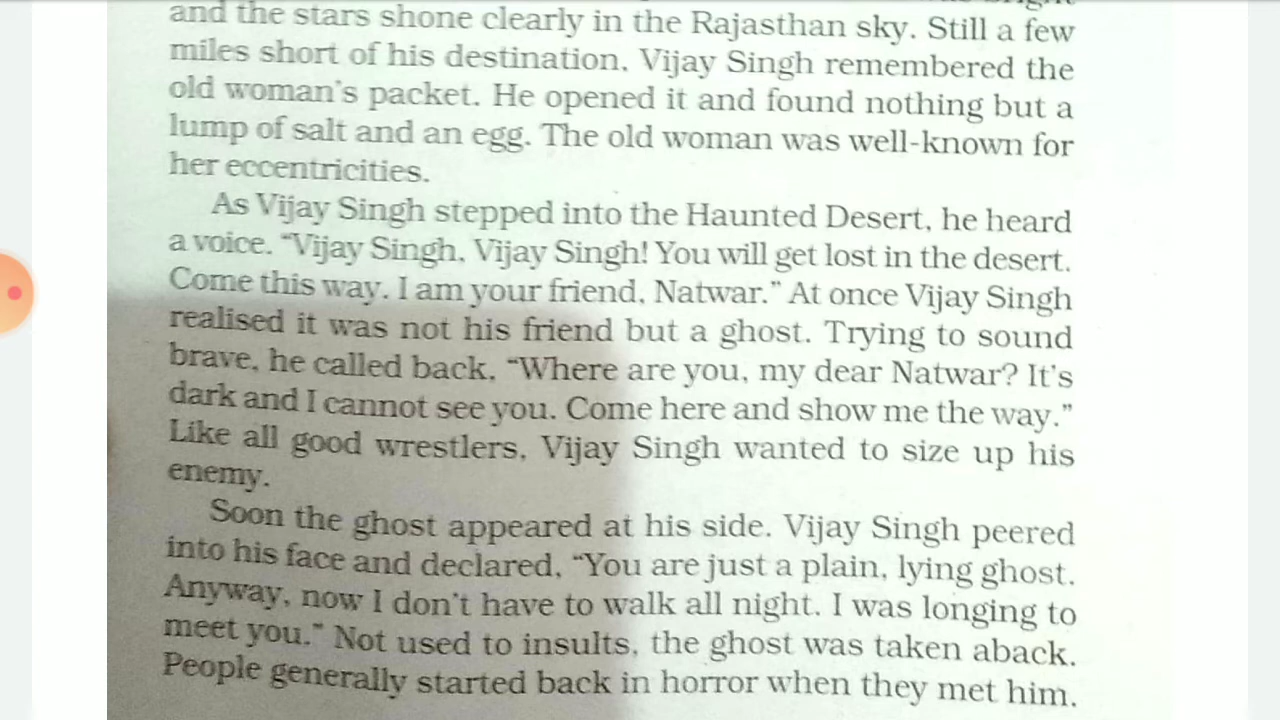 and the stars shone clearly in the Rajasthan sky. Still a few
miles short of his destination, Vijay Singh remembered the
old woman's packet. He opened it and found nothing but a
lump of salt and an egg. The old woman was well-known for
her eccentricities.
As Vijay Singh stepped into the Haunted Desert, he heard
a voice. “Vijay Singh, Vijay Singh! You will get lost in the desert.
Come this way. I am your friend, Natwar.” At once Vijay Singh
realised it was not his friend but a ghost. Trying to sound
brave, he called back, “Where are you, my dear Natwar? It's
dark and I cannot see you. Come here and show me the way.”
Like all good wrestlers, Vijay Singh wanted to size up his
enemy.
Soon the ghost appeared at his side. Vijay Singh peered
into his face and declared, “You are just a plain, lying ghost.
Anyway, now I don't have to walk all night. I was longing to
meet you.” Not used to insults, the ghost was taken aback.
People generally started back in horror when they met him.